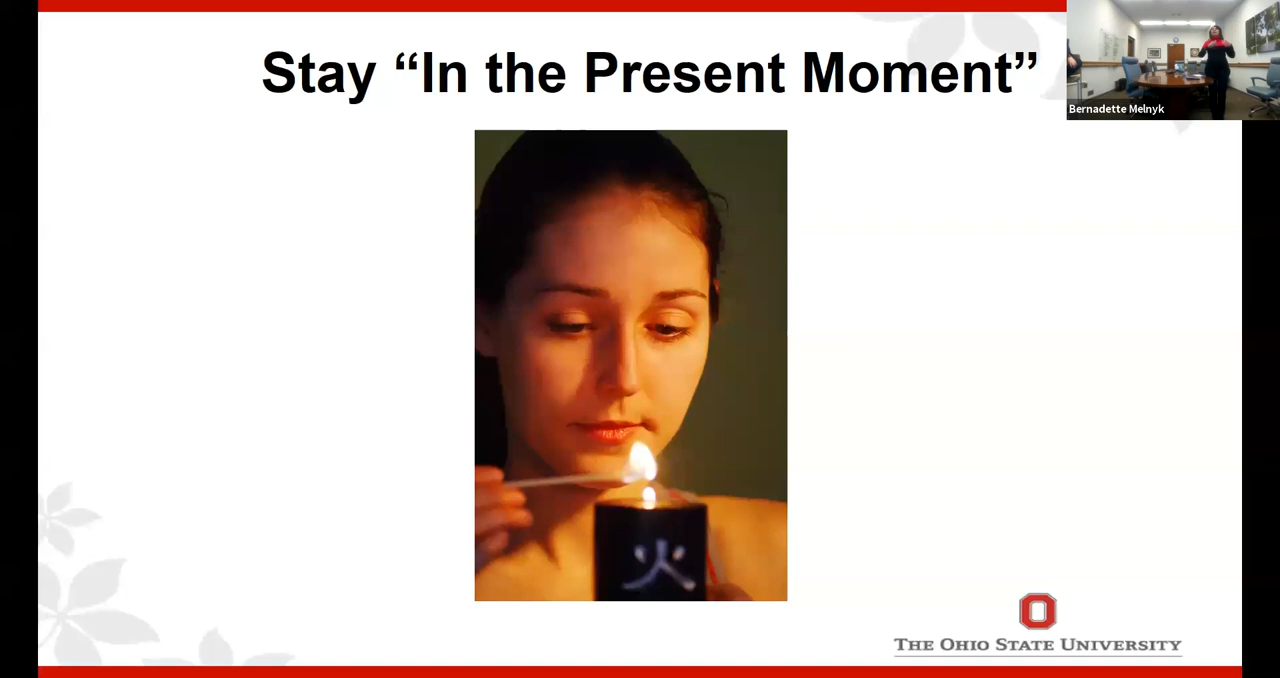 Stay “In the Present Moment”
Bernadette Melnyk
火
THE OHIO STATE UNIVERSITY